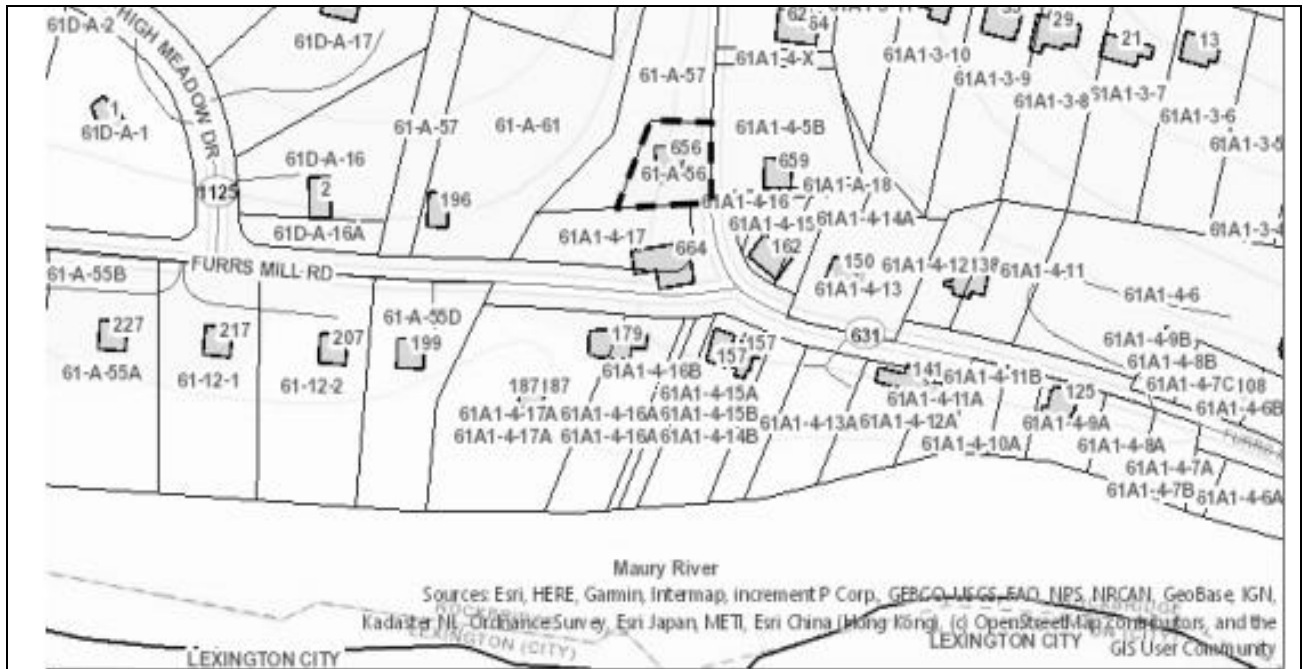 61D-A-2
HIGH MEADOW DR
61D-A-17
62
64
61A1-4-X
61-A-57
29
21
13
61A1-3-10
61A1-3-9
61A1-3-8
61A1-3-7
61A1-3-6
61A1-3-5
61A1-3-4
1
61D-A-1
61-A-57
61-A-61
61A1-4-5B
656
61-A-56
659
61D-A-16
2
1125
196
61D-A-16A
61A1-A-18
61A1-4-16
61A1-4-15
61A1-4-14A
61A1-4-17
664
162
150
61A1-4-13
61A1-4-12
138
61A1-4-11
61A1-4-6
61-A-55B
FURRS MILL RD
631
61A1-4-9B
61A1-4-8B
61A1-4-7C
108
61A1-4-6B
227
217
207
61-A-55D
199
179
157
157
61-A-55A
61-12-1
61-12-2
61A1-4-16B
187
187
61A1-4-15A
61A1-4-17A
61A1-4-16A
61A1-4-15B
61A1-4-17A
61A1-4-16A
61A1-4-14B
61A1-4-13A
141
61A1-4-11B
61A1-4-11A
61A1-4-12A
61A1-4-10A
125
61A1-4-9A
61A1-4-8A
61A1-4-7A
61A1-4-7B
61A1-4-6A
FURRS
Maury River
Sources: Esri, HERE, Garmin, Intermap, increment P Corp., GEBCO, USGS, FAO, NPS, NRCAN, GeoBase, IGN,
Kadaster NL, Ordnance Survey, Esri Japan, METI, Esri China (Hong Kong), (c) OpenStreetMap contributors, and the
GIS User Community
LEXINGTON (CITY)
LEXINGTON CITY
LEXINGTON CITY